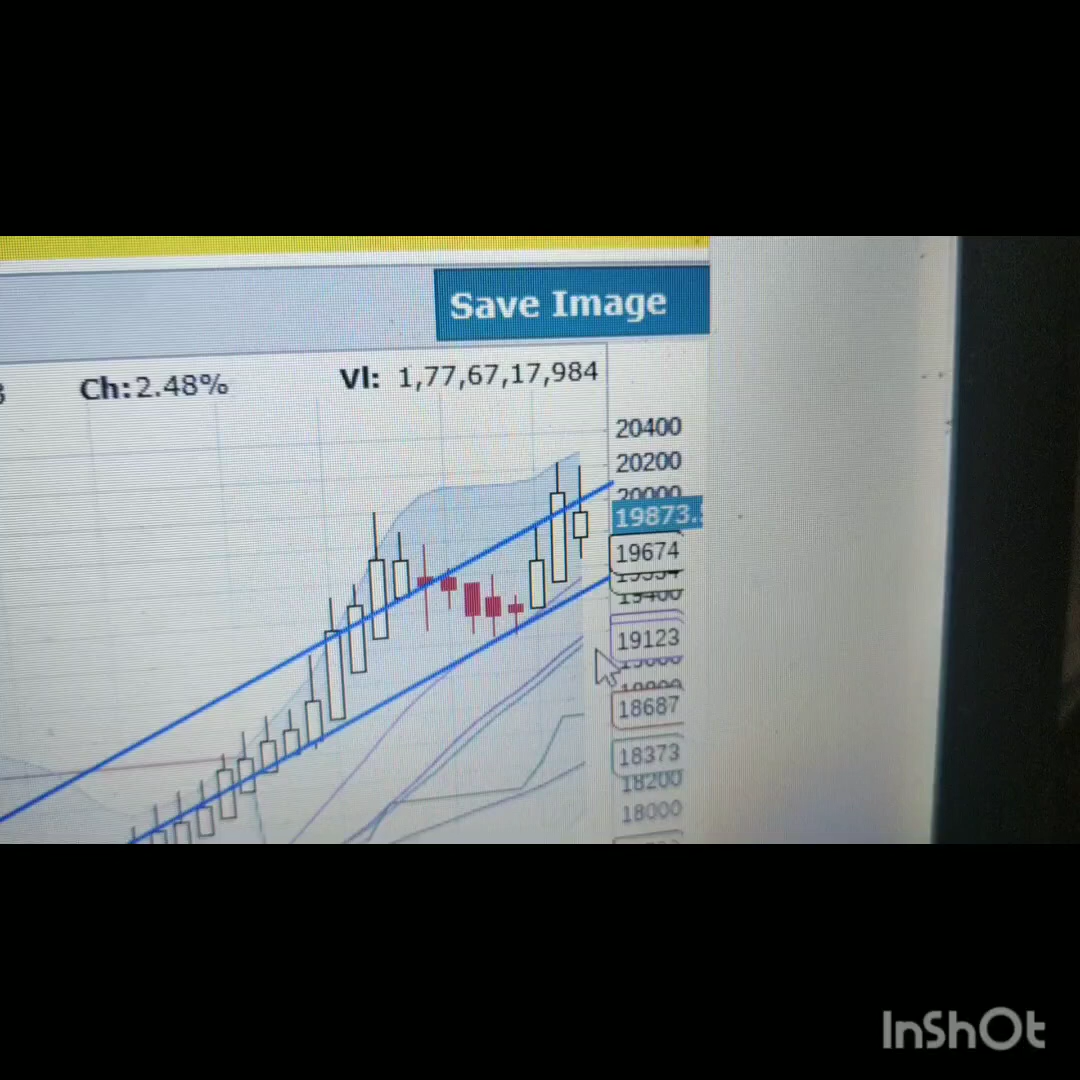 Save Image
Ch:2.48%
Vl: 1,77,67,17,984
20400
20200
20000
19873.
19674
19400
19123
18687
18373
18200
18000
InShOt